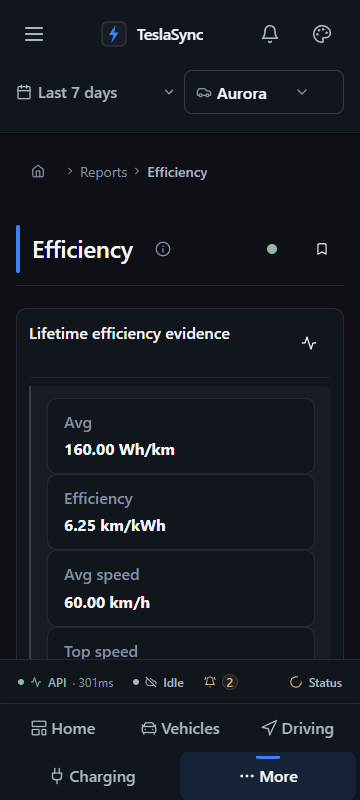 TeslaSync
Last 7 days
Aurora
Reports
Efficiency
Efficiency
Lifetime efficiency evidence
Avg
160.00 Wh/km
Efficiency
6.25 km/kWh
Avg speed
60.00 km/h
Top speed
API · 301ms
Idle
2
Status
Home
Vehicles
Driving
Charging
More